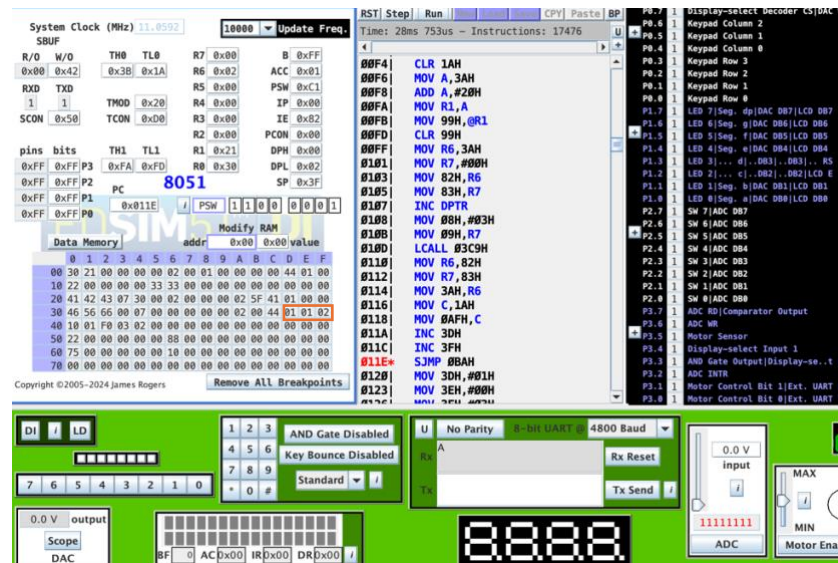 System Clock (MHz) 11.0592 10000 Update Freq.
SBUF
R/O W/O TH0 TL0 R7 0x00 B 0xFF
0x00 0x42 0x3B 0x1A R6 0x02 ACC 0x01
RXD TXD R5 0x00 PSW 0xC1
1 1 TMOD 0x20 R4 0x00 IP 0x00
SCON 0x50 TCON 0xD0 R3 0x00 IE 0x82
R2 0x00 PCON 0x00
pins bits TH1 TL1 R1 0x21 DPH 0x00
0xFF 0xFF P3 0xFA 0xFD R0 0x30 DPL 0x02
0xFF 0xFF P2 PC 8051 SP 0x3F
0xFF 0xFF P1 0x011E i PSW 1 1 0 0 0 0 0 1
0xFF 0xFF P0
Modify RAM
Data Memory addr 0x00 0x00 value
0 1 2 3 4 5 6 7 8 9 A B C D E F
00 30 21 00 00 00 00 02 00 01 00 00 00 00 44 01 00
10 22 00 00 00 00 33 33 00 00 00 00 00 00 00 00 00
20 41 42 43 07 30 00 02 00 00 00 02 5F 41 01 00 00
30 46 56 66 00 07 00 00 00 00 00 02 00 44 01 01 02
40 10 01 F0 03 02 00 00 00 00 00 00 00 00 00 00 00
50 22 00 00 00 00 00 88 00 00 00 00 00 00 00 00 00
60 75 00 00 00 00 00 10 00 00 00 00 00 00 00 00 00
70 00 00 00 00 00 00 00 00 00 00 00 00 00 00 00 00
Copyright ©2005-2024 James Rogers Remove All Breakpoints
RST Step Run New Load Save CPY Paste BP
Time: 28ms 753us - Instructions: 17476
00F4| CLR 1AH
00F6| MOV A,3AH
00F8| ADD A,#20H
00FA| MOV R1,A
00FB| MOV 99H,@R1
00FD| CLR 99H
00FF| MOV R6,3AH
0101| MOV R7,#00H
0103| MOV 82H,R6
0105| MOV 83H,R7
0107| INC DPTR
0108| MOV 08H,#03H
010B| MOV 09H,R7
010D| LCALL 03C9H
0110| MOV R6,82H
0112| MOV R7,83H
0114| MOV 3AH,R6
0116| MOV C,1AH
0118| MOV 0AFH,C
011A| INC 3DH
011C| INC 3FH
011E* SJMP 0BAH
0120| MOV 3DH,#01H
0123| MOV 3EH,#00H
P0.7 1 Display-select Decoder CS|DAC
P0.6 1 Keypad Column 2
P0.5 1 Keypad Column 1
P0.4 1 Keypad Column 0
P0.3 1 Keypad Row 3
P0.2 1 Keypad Row 2
P0.1 1 Keypad Row 1
P0.0 1 Keypad Row 0
P1.7 1 LED 7|Seg. dp|DAC DB7|LCD DB7
P1.6 1 LED 6|Seg. g|DAC DB6|LCD DB6
P1.5 1 LED 5|Seg. f|DAC DB5|LCD DB5
P1.4 1 LED 4|Seg. e|DAC DB4|LCD DB4
P1.3 1 LED 3|... d|..DB3|..DB3|... RS
P1.2 1 LED 2|... c|..DB2|..DB2|LCD E
P1.1 1 LED 1|Seg. b|DAC DB1|LCD DB1
P1.0 1 LED 0|Seg. a|DAC DB0|LCD DB0
P2.7 1 SW 7|ADC DB7
P2.6 1 SW 6|ADC DB6
P2.5 1 SW 5|ADC DB5
P2.4 1 SW 4|ADC DB4
P2.3 1 SW 3|ADC DB3
P2.2 1 SW 2|ADC DB2
P2.1 1 SW 1|ADC DB1
P2.0 1 SW 0|ADC DB0
P3.7 1 ADC RD|Comparator Output
P3.6 1 ADC WR
P3.5 1 Motor Sensor
P3.4 1 Display-select Input 1
P3.3 1 AND Gate Output|Display-se..t
P3.2 1 ADC INTR
P3.1 1 Motor Control Bit 1|Ext. UART
P3.0 1 Motor Control Bit 0|Ext. UART
DI i LD
7 6 5 4 3 2 1 0
0.0 V output
Scope
DAC
1 2 3
4 5 6
7 8 9
* 0 #
AND Gate Disabled
Key Bounce Disabled
Standard i
BF 0 AC 0x00 IR 0x00 DR 0x00 i
U No Parity 8-bit UART @ 4800 Baud
A
Rx Rx Reset
Tx Tx Send i
8.8.8.8.
0.0 V
input
i
11111111
ADC
MAX
i
MIN
Motor Ena